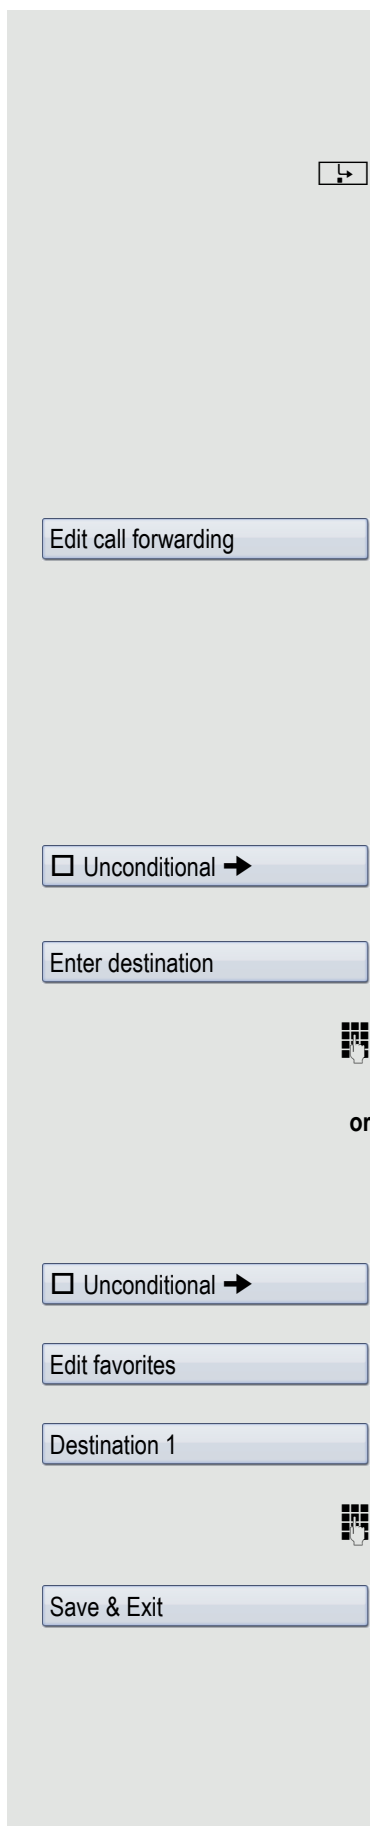 Edit call forwarding
☐ Unconditional ➔
Enter destination
or
☐ Unconditional ➔
Edit favorites
Destination 1
Save & Exit